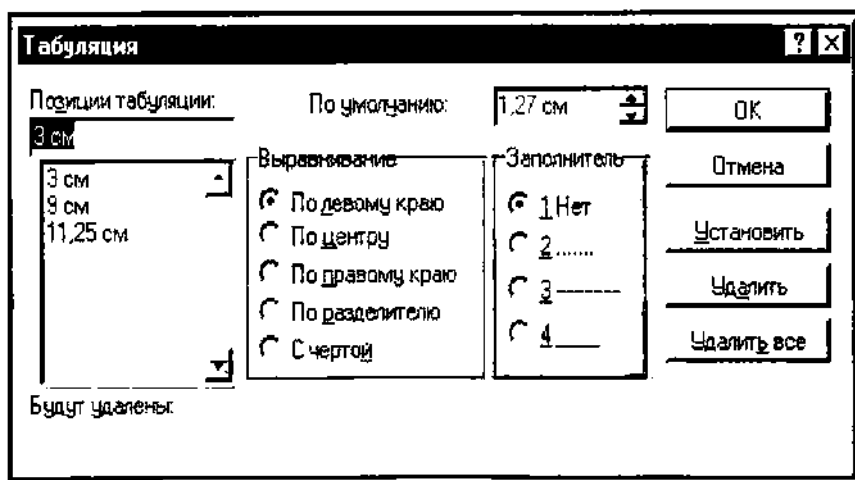 Табуляция
Позиции табуляции:
3 см
3 см
9 см
11,25 см
Будут удалены:
По умолчанию:
1,27 см
Выравнивание
По левому краю
По центру
По правому краю
По разделителю
С чертой
Заполнитель
1 Нет
2 ......
3 -------
4 ____
OK
Отмена
Установить
Удалить
Удалить все